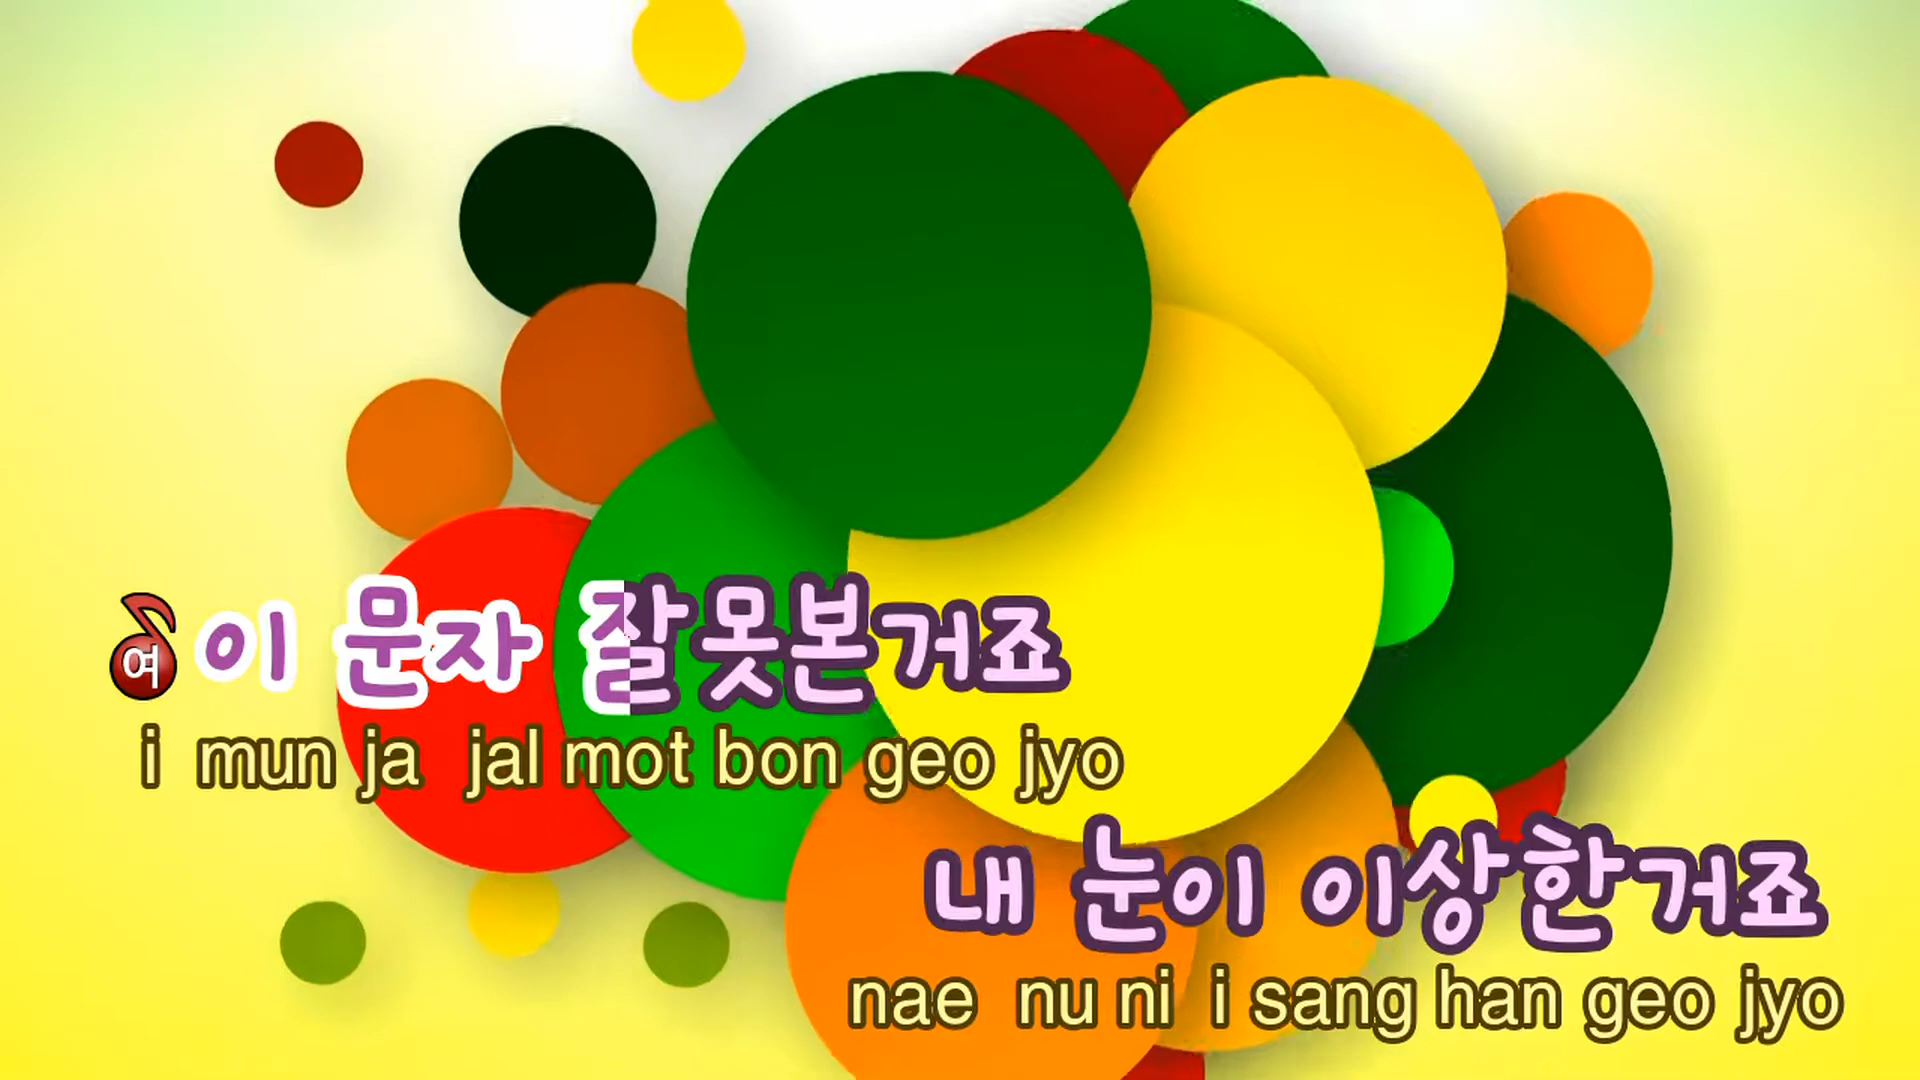 여 이 문자 잘못본거죠
i mun ja jal mot bon geo jyo
내 눈이 이상한거죠
nae nu ni i sang han geo jyo